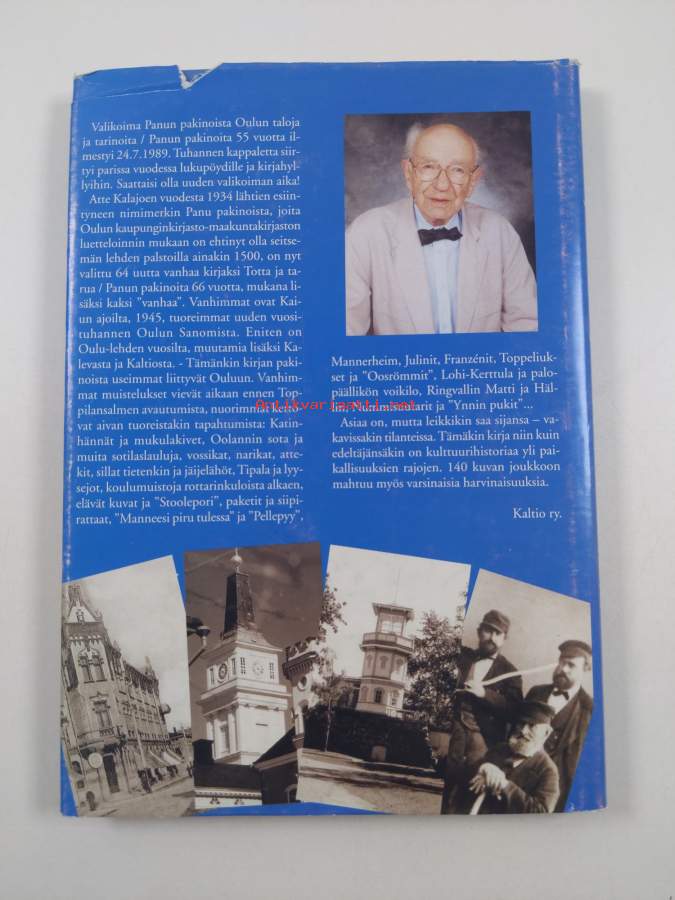 Valikoima Panun pakinoista Oulun taloja
ja tarinoita / Panun pakinoita 55 vuotta il-
mestyi 24.7.1989. Tuhannen kappaletta siir-
tyi parissa vuodessa lukupöydille ja kirjahyl-
lyihin. Saattaisi olla uuden valikoiman aika!
Atte Kalajoen vuodesta 1934 lähtien esiin-
tyneen nimimerkin Panu pakinoista, joita
Oulun kaupunginkirjasto-maakuntakirjaston
luetteloinnin mukaan on ehtinyt olla seitse-
män lehden palstoilla ainakin 1500, on nyt
valittu 64 uutta vanhaa kirjaksi Totta ja ta-
rua / Panun pakinoita 66 vuotta, mukana li-
säksi kaksi "vanhaa". Vanhimmat ovat Kai-
un ajoilta, 1945, tuoreimmat uuden vuosi-
tuhannen Oulun Sanomista. Eniten on
Oulu-lehden vuosilta, muutamia lisäksi Ka-
levasta ja Kaltiosta. - Tämänkin kirjan paki-
noista useimmat liittyvät Ouluun. Vanhim-
mat muistelukset vievät aikaan ennen Top-
pilansalmen avautumista, nuorimmat kerto-
vat aivan tuoreistakin tapahtumista: Katin-
hännät ja mukulakivet, Oolannin sota ja
muita sotilaslauluja, vossikat, narikat, atte-
kit, sillat tietenkin ja jäijelähöt, Tipala ja lyy-
sejot, koulumuistoja rottarinkuloista alkaen,
elävät kuvat ja "Stoolepori", paketit ja siipi-
rattaat, "Manneesi piru tulessa" ja "Pellepyy",
Mannerheim, Julinit, Franzénit, Toppeliuk-
set ja "Oosrömmit", Lohi-Kerttula ja palo-
päällikön voikilo, Ringvallin Matti ja Häl-
"Ynnin pukit"...
Asiaa on, mutta leikkikin saa sijansa – va-
kavissakin tilanteissa. Tämäkin kirja niin kuin
edeltäjänsäkin on kulttuurihistoriaa yli pai-
kallisuuksien rajojen. 140 kuvan joukkoon
mahtuu myös varsinaisia harvinaisuuksia.
Kaltio ry.
antikvariaatti.net